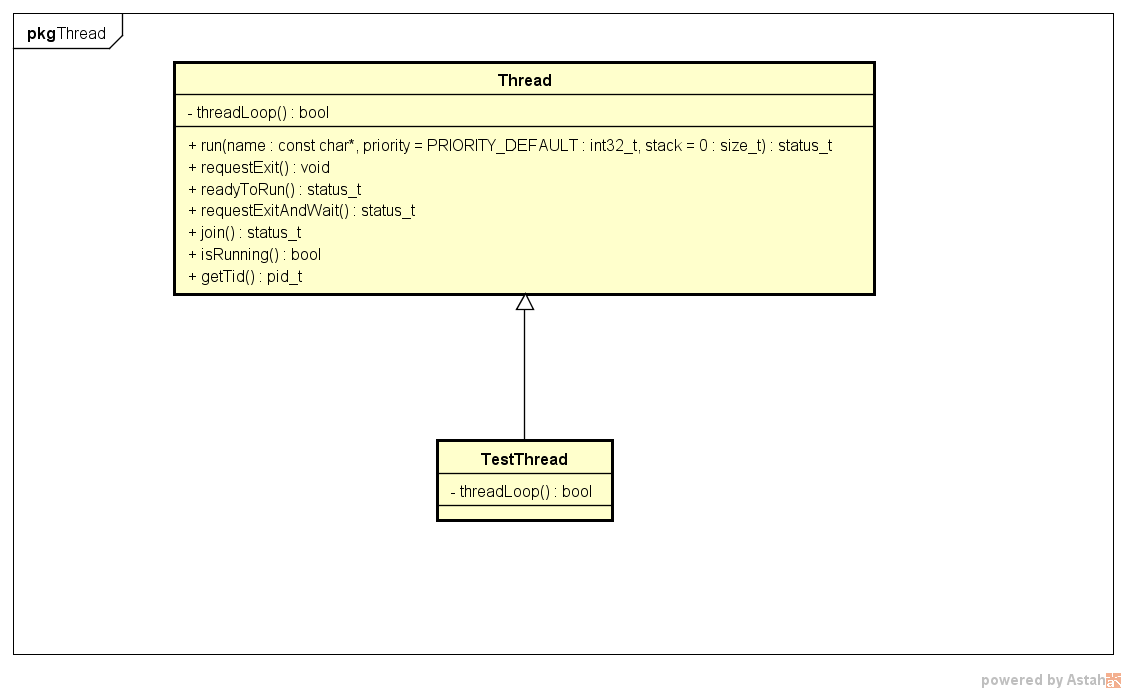 pkgThread
Thread
- threadLoop() : bool
+ run(name : const char*, priority = PRIORITY_DEFAULT : int32_t, stack = 0 : size_t) : status_t
+ requestExit() : void
+ readyToRun() : status_t
+ requestExitAndWait() : status_t
+ join() : status_t
+ isRunning() : bool
+ getTid() : pid_t
TestThread
- threadLoop() : bool
powered by Astah